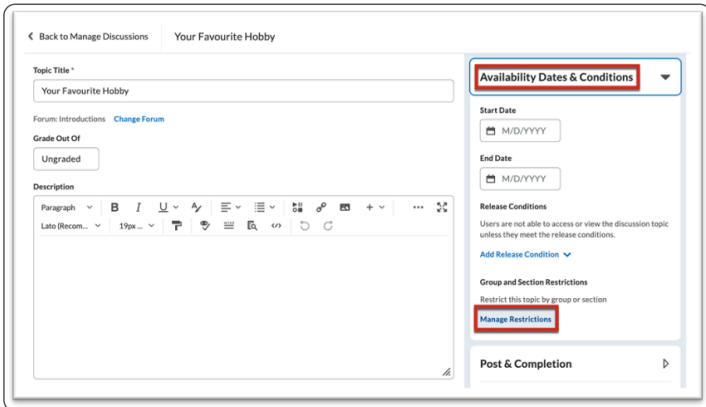 Back to Manage Discussions Your Favourite Hobby
Topic Title *
Your Favourite Hobby
Forum: Introductions Change Forum
Grade Out Of
Ungraded
Description
Paragraph B I U
Lato (Recom... 19px ...
Availability Dates & Conditions
Start Date
M/D/YYYY
End Date
M/D/YYYY
Release Conditions
Users are not able to access or view the discussion topic
unless they meet the release conditions.
Add Release Condition
Group and Section Restrictions
Restrict this topic by group or section
Manage Restrictions
Post & Completion